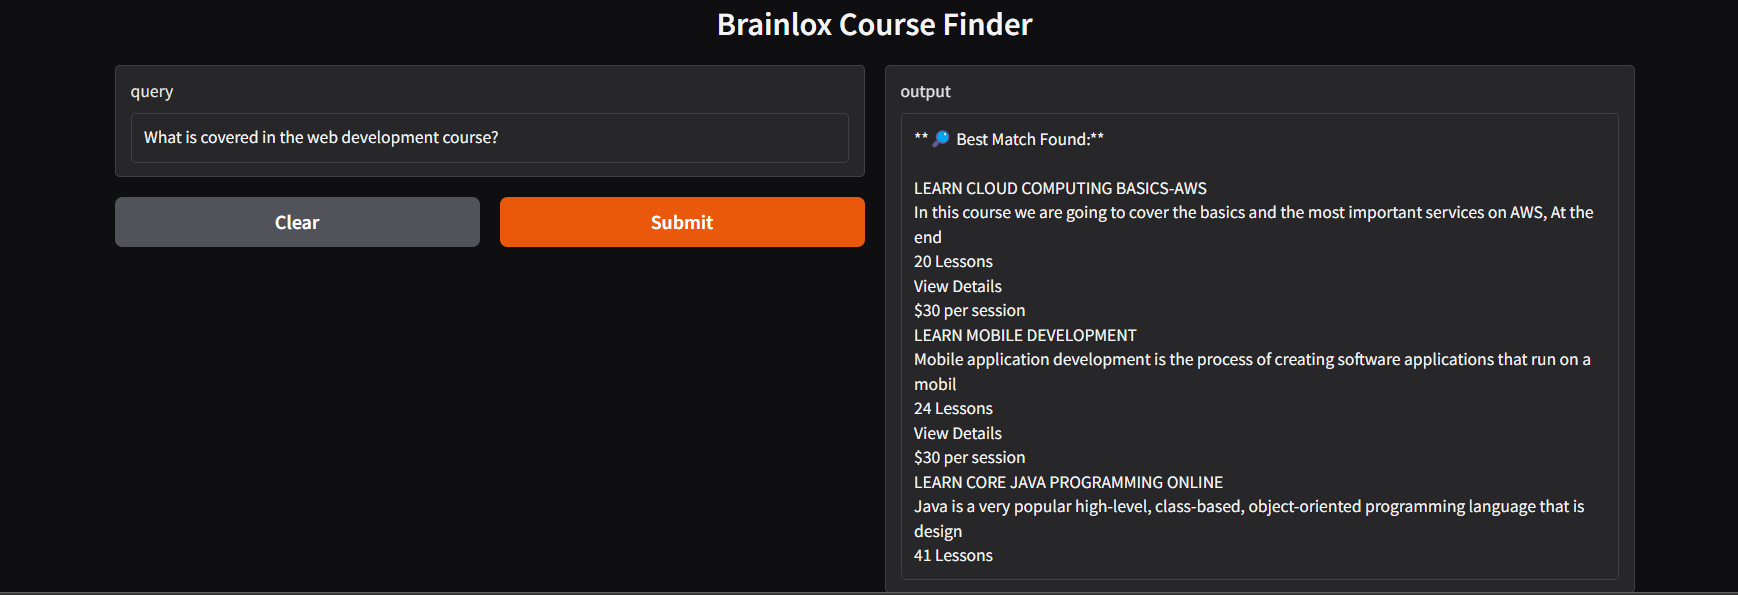 Brainlox Course Finder
query
What is covered in the web development course?
Clear
Submit
output
**🔎 Best Match Found:**
LEARN CLOUD COMPUTING BASICS-AWS
In this course we are going to cover the basics and the most important services on AWS, At the
end
20 Lessons
View Details
$30 per session
LEARN MOBILE DEVELOPMENT
Mobile application development is the process of creating software applications that run on a
mobil
24 Lessons
View Details
$30 per session
LEARN CORE JAVA PROGRAMMING ONLINE
Java is a very popular high-level, class-based, object-oriented programming language that is
design
41 Lessons